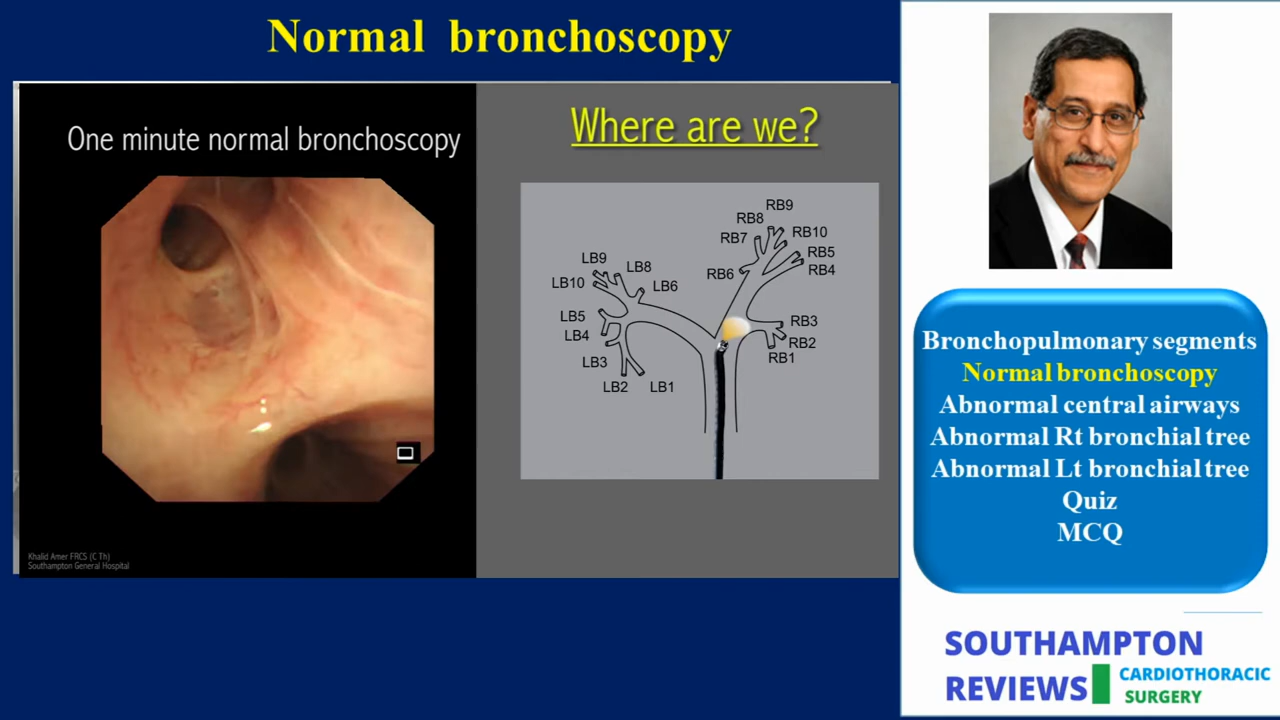 Normal bronchoscopy
One minute normal bronchoscopy
Where are we?
RB9
RB8
RB10
RB7
RB5
RB6
RB4
LB9
LB8
LB10
LB6
LB5
LB4
LB3
LB2
LB1
RB3
RB2
RB1
Khalid Amer FRCS (C Th)
Southampton General Hospital
Bronchopulmonary segments
Normal bronchoscopy
Abnormal central airways
Abnormal Rt bronchial tree
Abnormal Lt bronchial tree
Quiz
MCQ
SOUTHAMPTON
REVIEWS
CARDIOTHORACIC
SURGERY